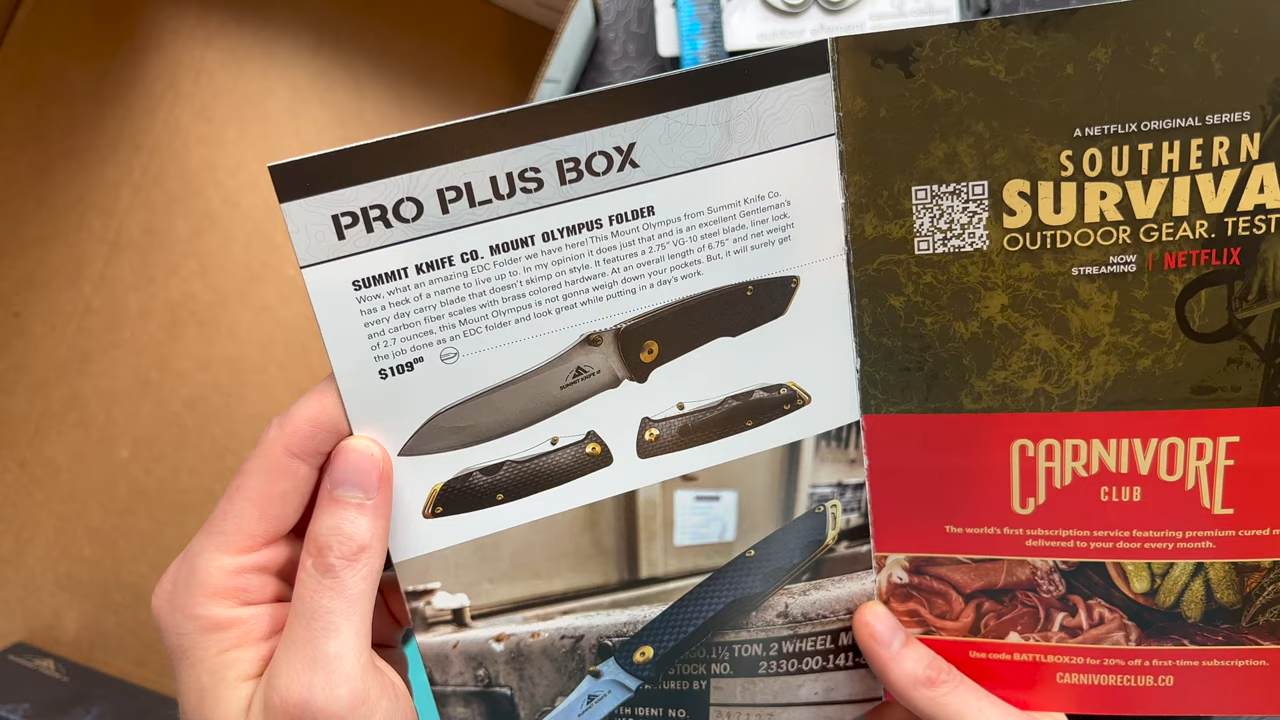 PRO PLUS BOX
SUMMIT KNIFE CO. MOUNT OLYMPUS FOLDER
Wow, what an amazing EDC Folder we have here! This Mount Olympus from Summit Knife Co.
has a heck of a name to live up to. In my opinion it does just that and is an excellent Gentleman's
every day carry blade that doesn't skimp on style. It features a 2.75" VG-10 steel blade, liner lock,
and carbon fiber scales with brass colored hardware. At an overall length of 6.75" and net weight
of 2.7 ounces, this Mount Olympus is not gonna weigh down your pockets. But, it will surely get
the job done as an EDC folder and look great while putting in a day's work.
$109⁰⁰
SUMMIT KNIFE
1½ TON, 2 WHEEL M
STOCK NO. 2330-00-141-
BY
IDENT NO.
A NETFLIX ORIGINAL SERIES
SOUTHERN
SURVIVA
OUTDOOR GEAR. TEST
NOW
STREAMING
NETFLIX
CARNIVORE
CLUB
The world's first subscription service featuring premium cured m
delivered to your door every month.
Use code BATTLBOX20 for 20% off a first-time subscription.
CARNIVORECLUB.CO